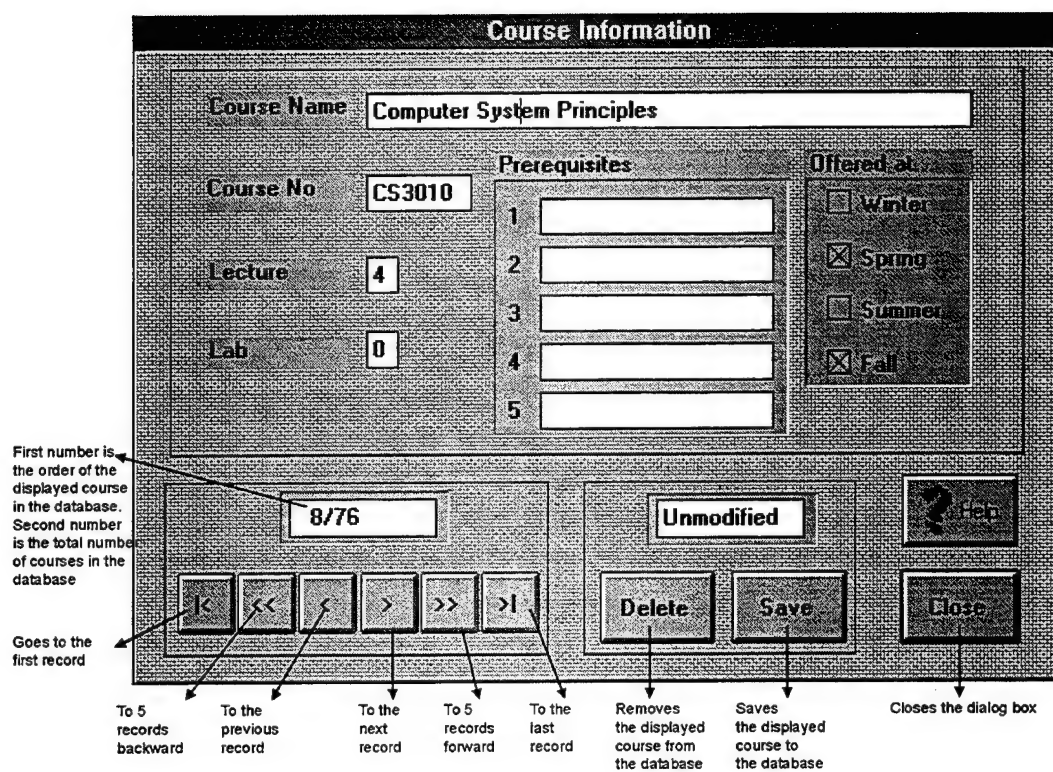 Course Information
Course Name
Computer System Principles
Course No
CS3010
Prerequisites
Offered at
1
2
3
4
5
Winter
Spring
Summer
Fall
Lecture
4
Lab
0
First number is
the order of the
displayed course
in the database.
Second number
is the total number
of courses in the
database
8/76
Unmodified
Help
|<
<<
<
>
>>
>|
Delete
Save
Close
Goes to the
first record
To 5
records
backward
To the
previous
record
To the
next
record
To 5
records
forward
To the
last
record
Removes
the displayed
course from
the database
Saves
the displayed
course to
the database
Closes the dialog box